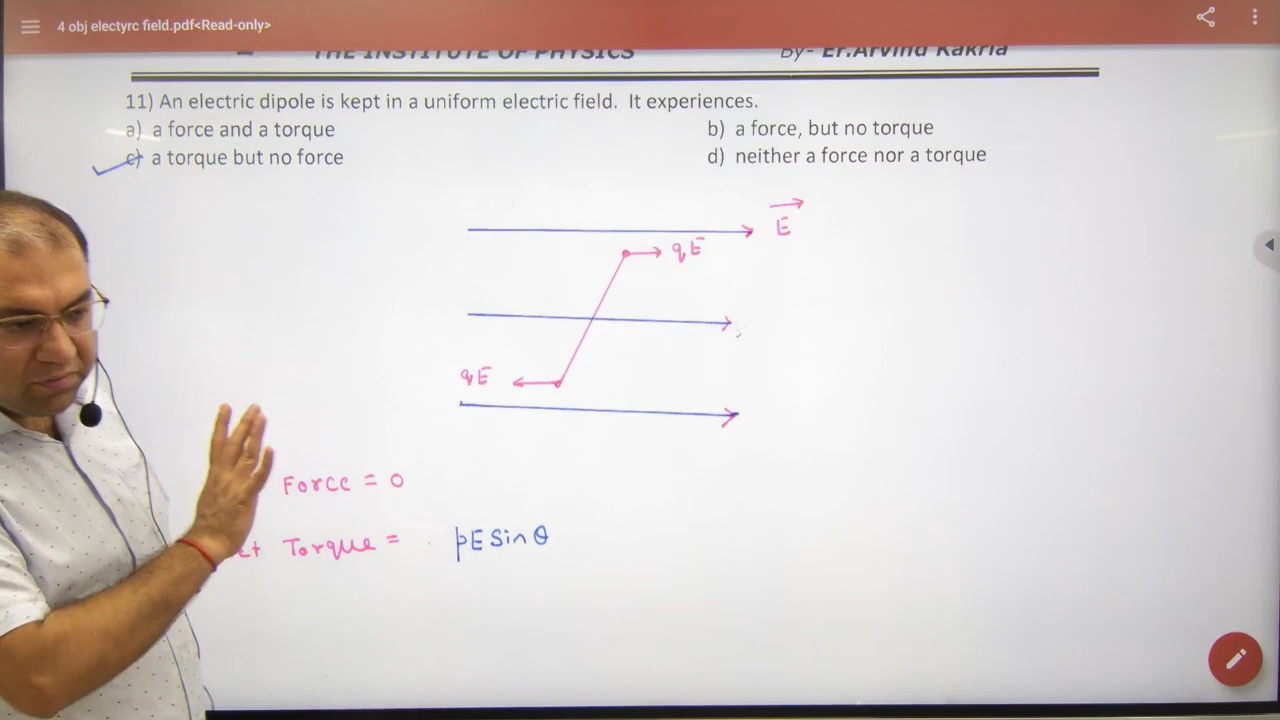 4 obj electyrc field.pdf<Read-only>
THE INSTITUTE OF PHYSICS By- Er.Arvind Kakria
11) An electric dipole is kept in a uniform electric field. It experiences.
a) a force and a torque b) a force, but no torque
c) a torque but no force d) neither a force nor a torque
E
qE
qE
Force = 0
Torque = pE Sin θ